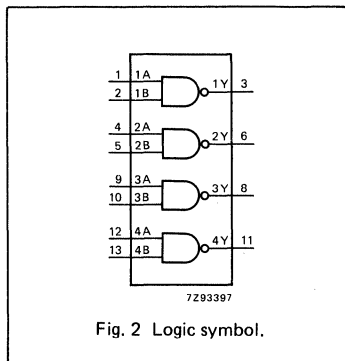 1 1A 1Y 3
2 1B
4 2A 2Y 6
5 2B
9 3A 3Y 8
10 3B
12 4A 4Y 11
13 4B
7Z93397
Fig. 2 Logic symbol.